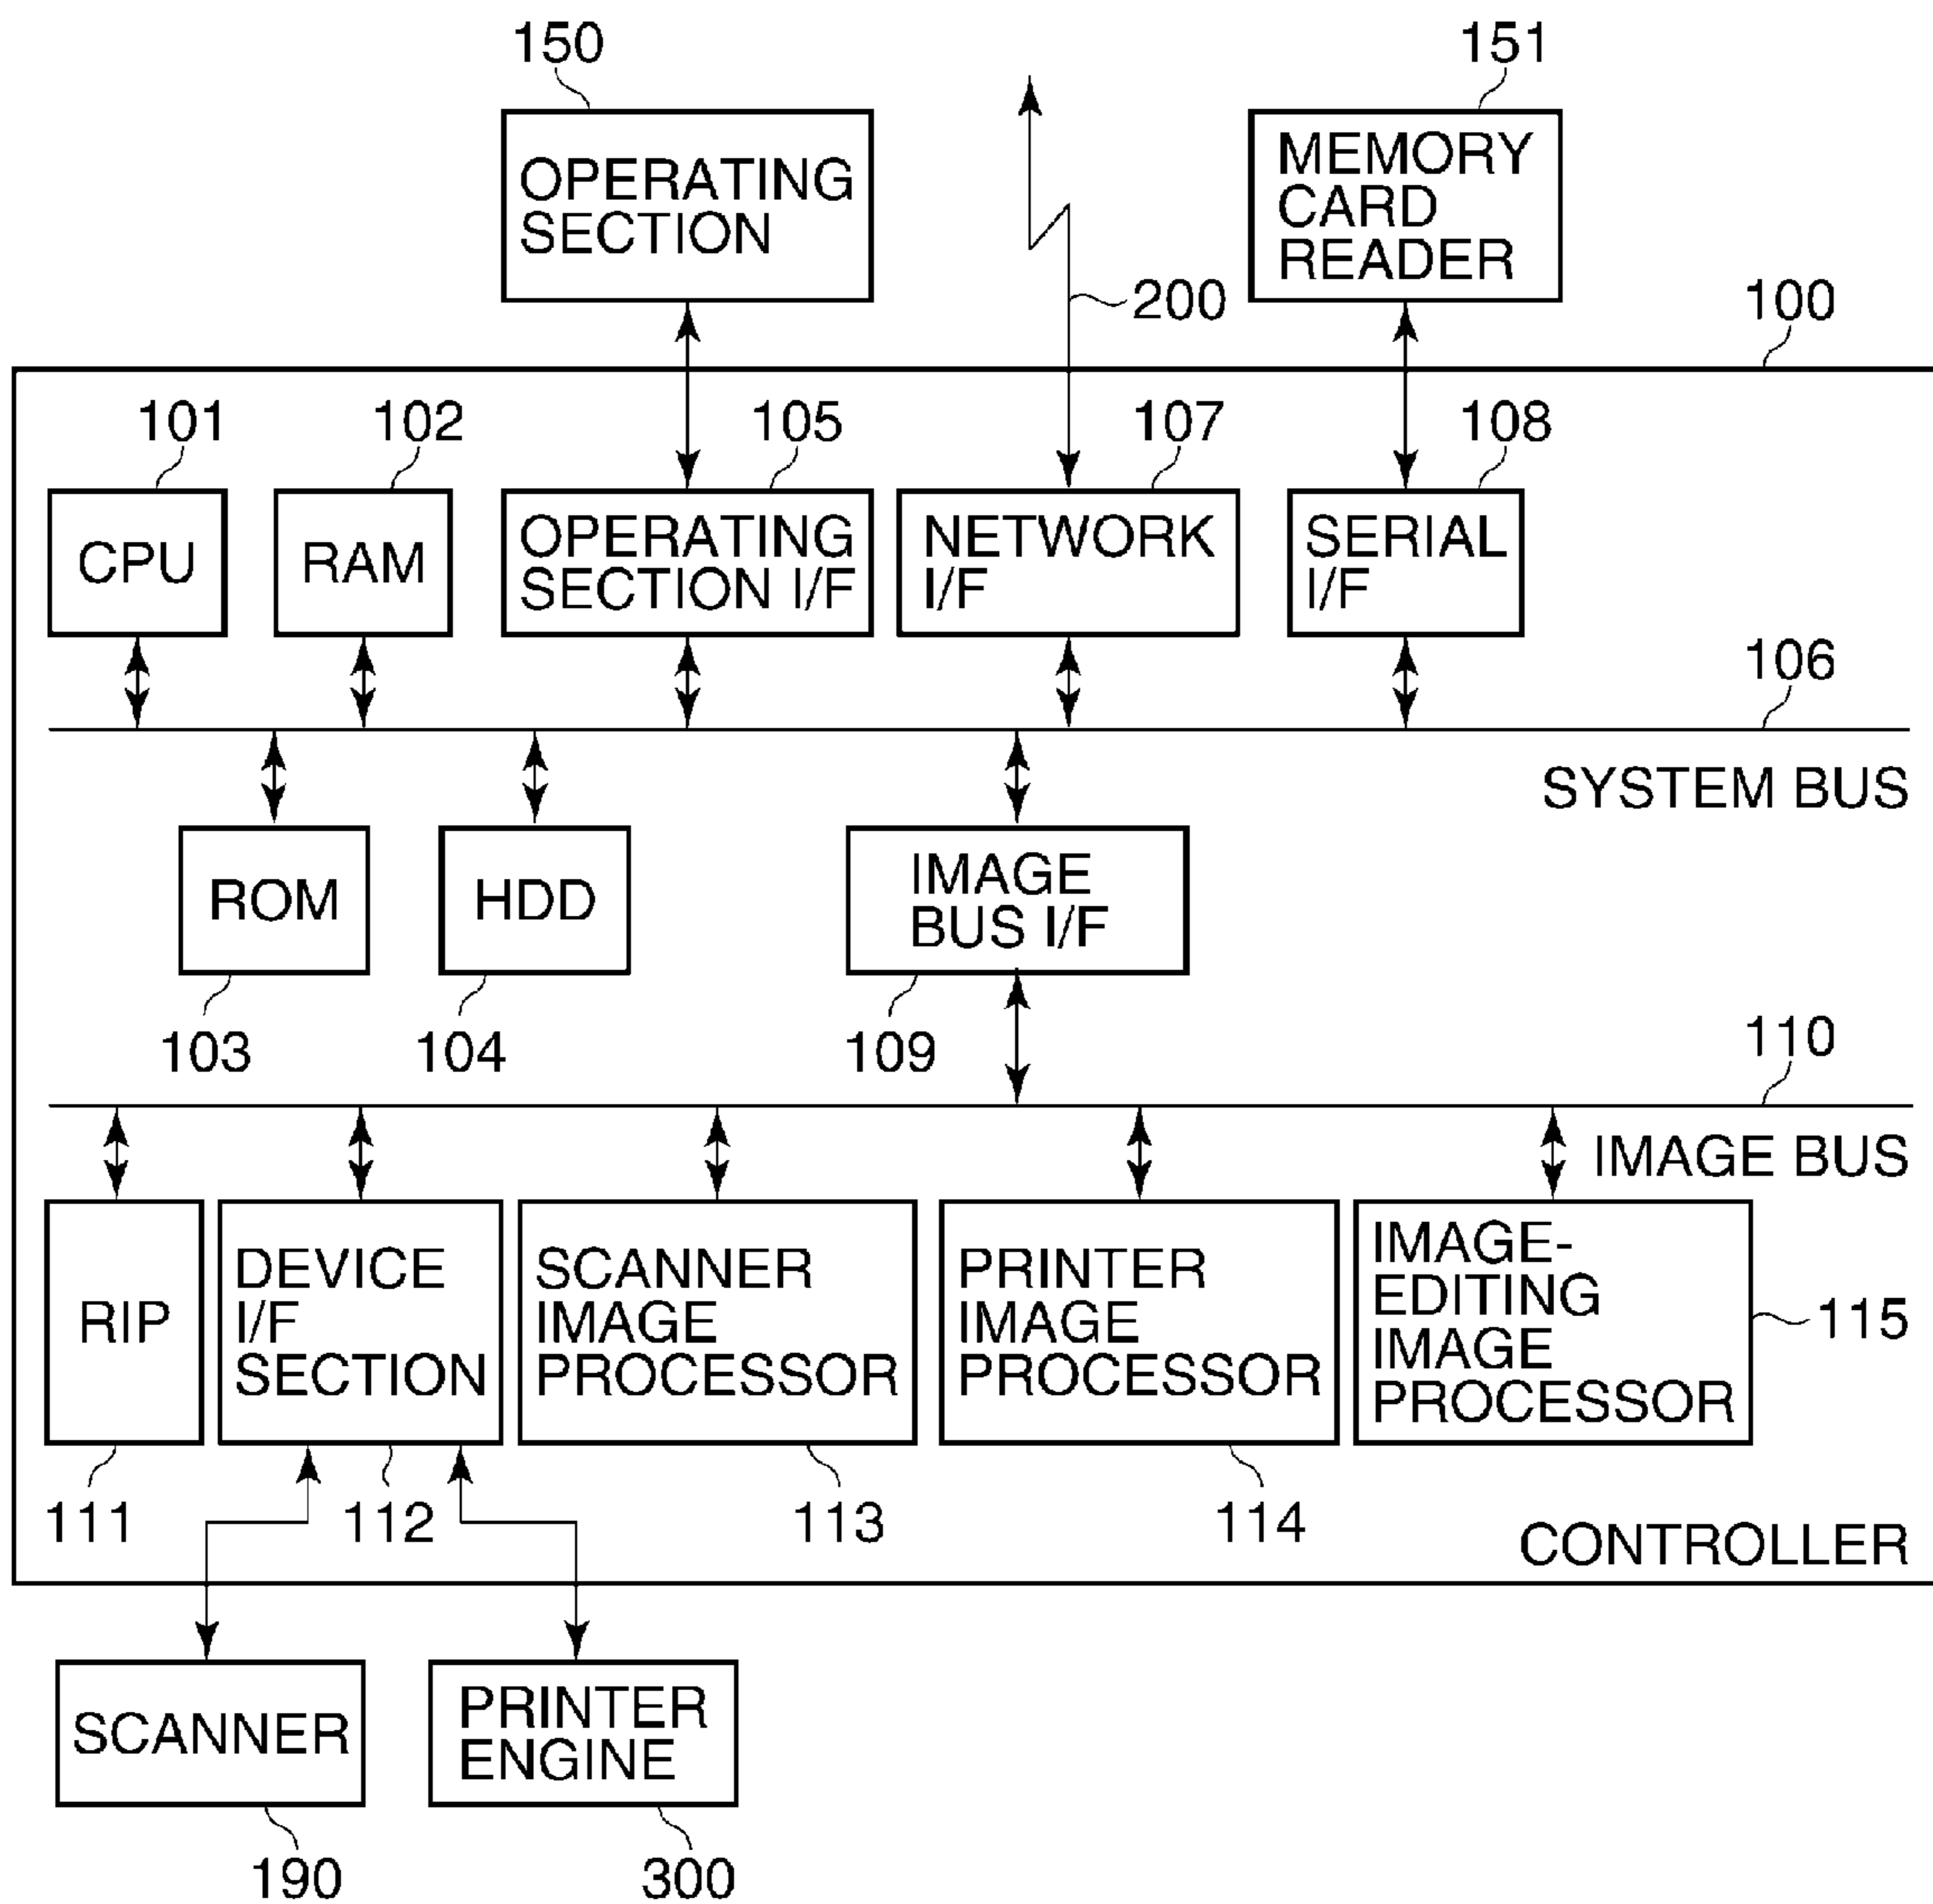 150
151
OPERATING
SECTION
MEMORY
CARD
READER
200
100
101
102
105
107
108
CPU
RAM
OPERATING
SECTION I/F
NETWORK
I/F
SERIAL
I/F
106
SYSTEM BUS
ROM
HDD
IMAGE
BUS I/F
103
104
109
110
IMAGE BUS
RIP
DEVICE
I/F
SECTION
SCANNER
IMAGE
PROCESSOR
PRINTER
IMAGE
PROCESSOR
IMAGE-
EDITING
IMAGE
PROCESSOR
115
111
112
113
114
CONTROLLER
SCANNER
PRINTER
ENGINE
190
300